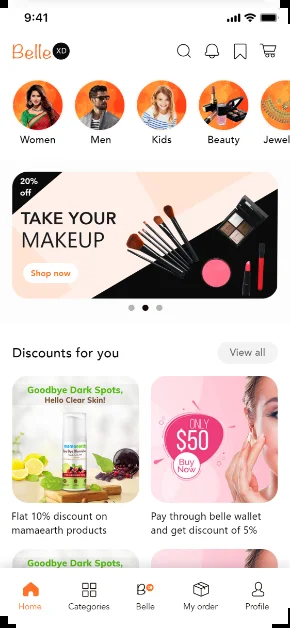 9:41
Belle XD
Women Men Kids Beauty Jewel
20%
off
TAKE YOUR
MAKEUP
Shop now
Discounts for you View all
Goodbye Dark Spots,
Hello Clear Skin!
mamaearth
ONLY
$50
Buy
Now
Flat 10% discount on
mamaearth products
Pay through belle wallet
and get discount of 5%
Goodbye Dark Spots,
Home Categories Belle My order Profile